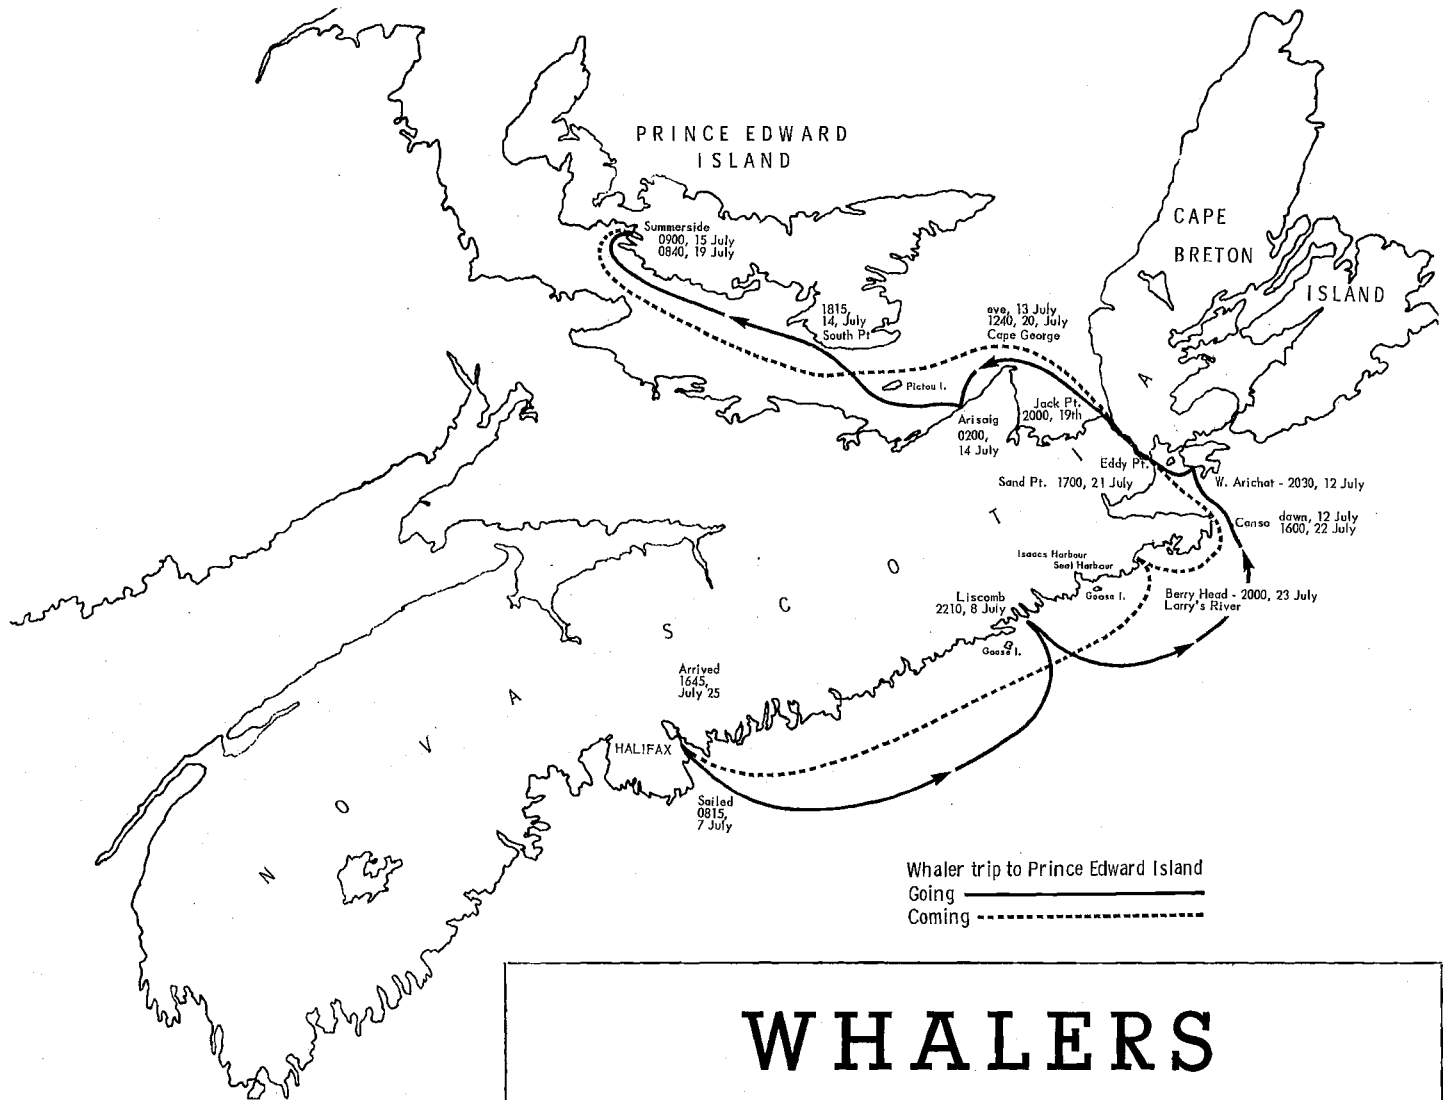 PRINCE EDWARD
ISLAND
CAPE
BRETON
ISLAND
Summerside
0900, 15 July
0840, 19 July
1815,
14, July
South Pt
eve, 13 July
1240, 20, July
Cape George
Pictou I.
Jack Pt.
2000, 19th
Arisaig
0200,
14 July
Eddy Pt.
Sand Pt. 1700, 21 July
W. Arichat - 2030, 12 July
Canso dawn, 12 July
1600, 22 July
Isaacs Harbour
Seal Harbour
Goose I.
Berry Head - 2000, 23 July
Larry's River
Liscomb
2210, 8 July
Goose I.
NOVA SCOTIA
Arrived
1645,
July 25
HALIFAX
Sailed
0815,
7 July
Whaler trip to Prince Edward Island
Going
Coming
WHALERS